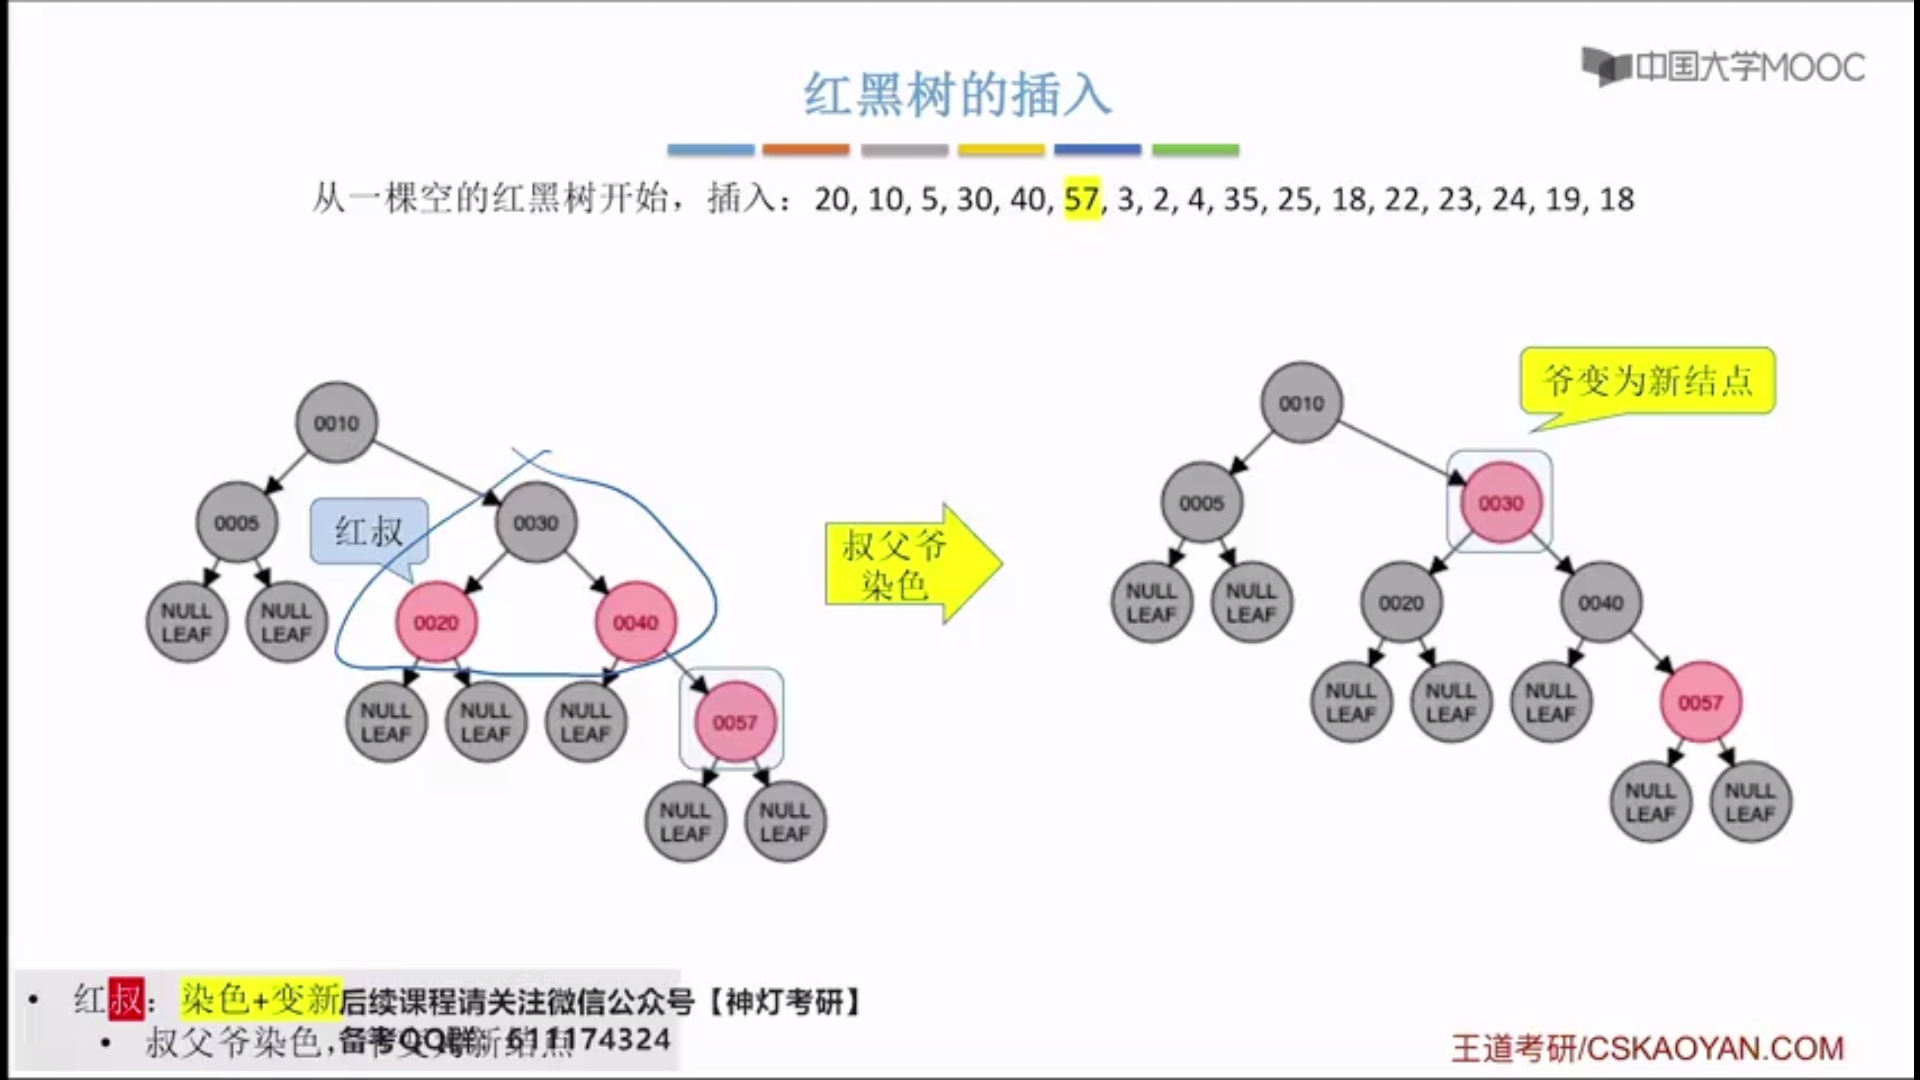 中国大学MOOC
红黑树的插入
从一棵空的红黑树开始，插入：20, 10, 5, 30, 40, 57, 3, 2, 4, 35, 25, 18, 22, 23, 24, 19, 18
0010
0005
红叔
0030
NULL LEAF
NULL LEAF
0020
0040
NULL LEAF
NULL LEAF
NULL LEAF
0057
NULL LEAF
NULL LEAF
叔父爷
染色
爷变为新结点
0010
0005
0030
NULL LEAF
NULL LEAF
0020
0040
NULL LEAF
NULL LEAF
NULL LEAF
0057
NULL LEAF
NULL LEAF
• 红叔：染色+变新
后续课程请关注微信公众号【神灯考研】
• 叔父爷染色，爷变为新结点
备考QQ群：611174324
王道考研/CSKAOYAN.COM